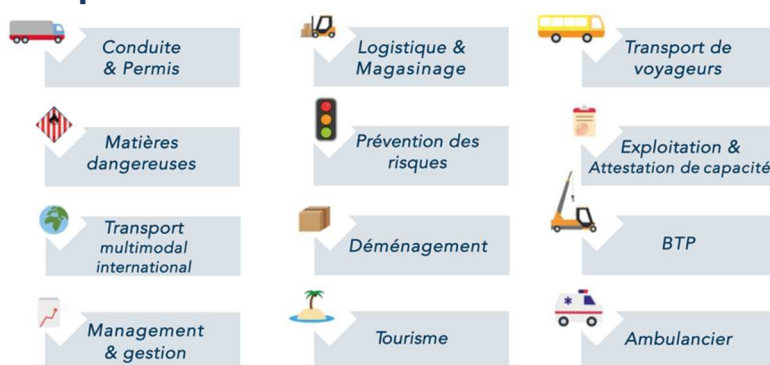 Conduite
& Permis
Logistique &
Magasinage
Transport de
voyageurs
Matières
dangereuses
Prévention des
risques
Exploitation &
Attestation de capacité
Transport
multimodal
international
Déménagement
BTP
Management
& gestion
Tourisme
Ambulancier